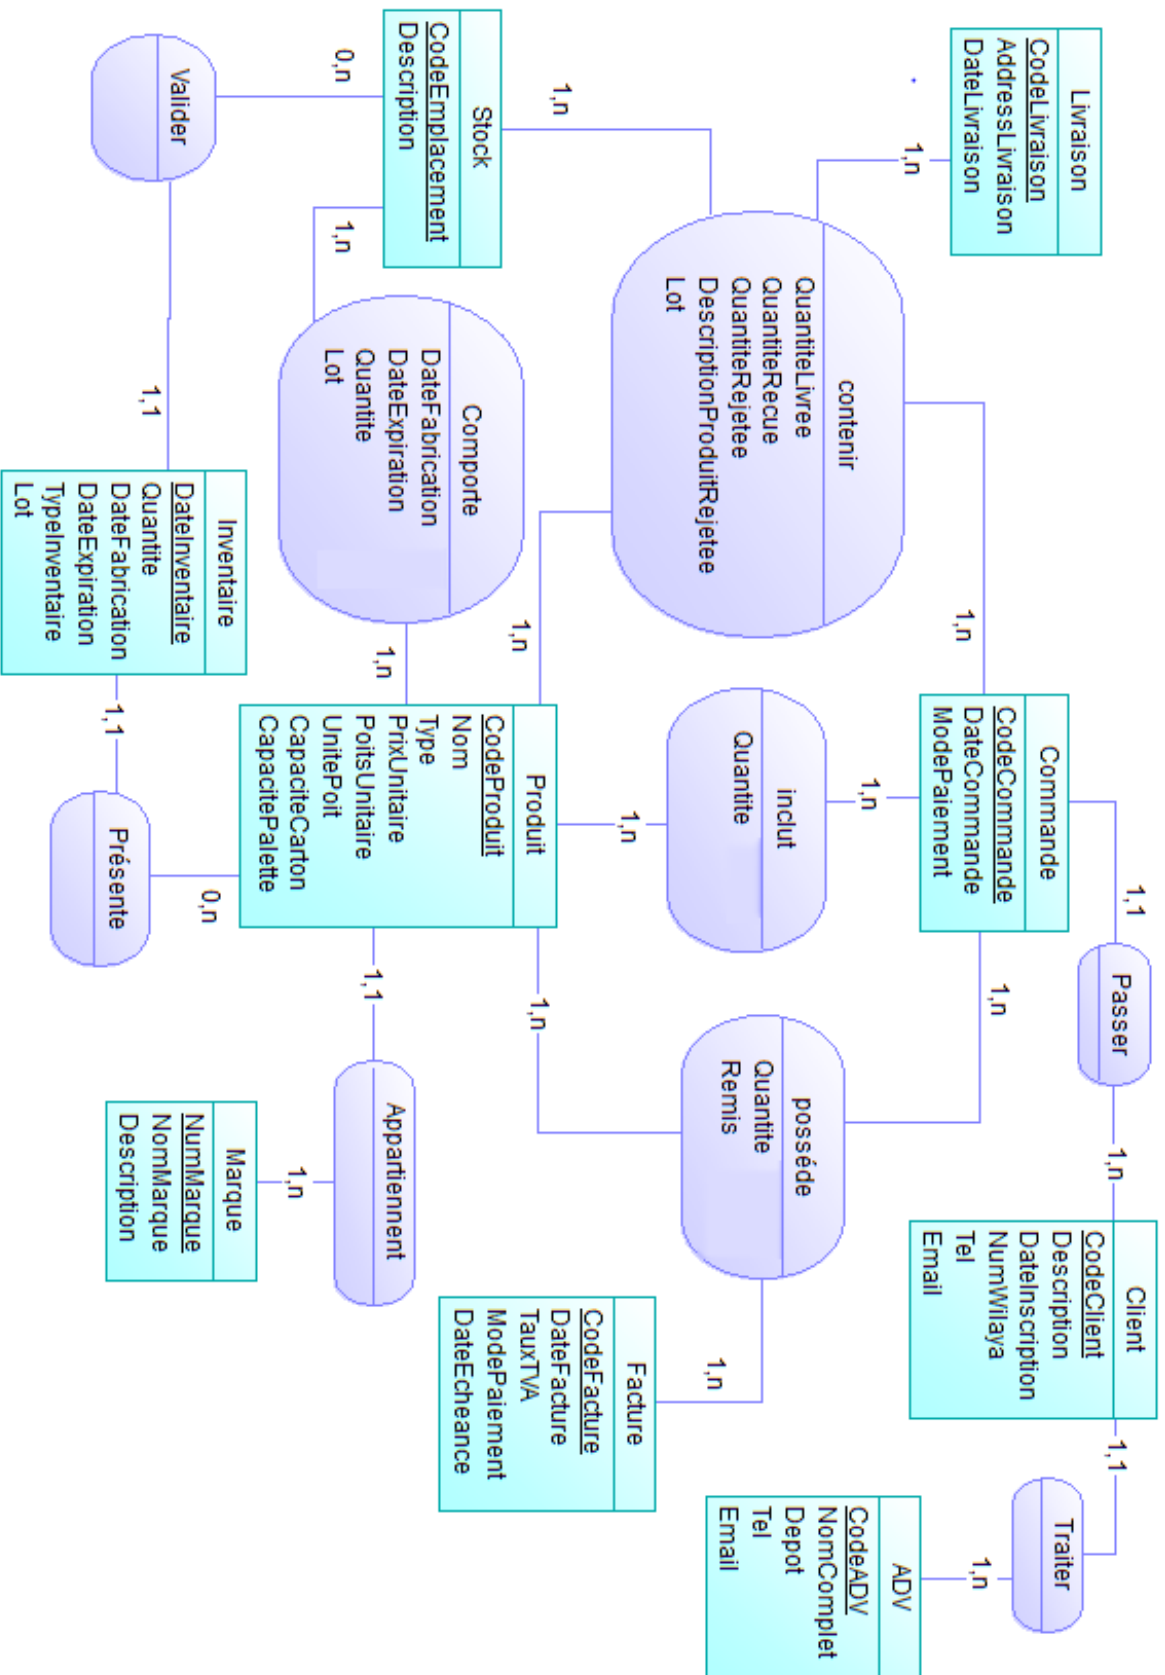 Livraison
CodeLivraison
AddressLivraison
DateLivraison
1,n
Stock
CodeEmplacement
Description
1,n
0,n
1,n
Valider
1,1
contenir
QuantiteLivree
QuantiteRecue
QuantiteRejetee
DescriptionProduitRejetee
Lot
1,n
1,n
Comporte
DateFabrication
DateExpiration
Quantite
Lot
1,n
Inventaire
DateInventaire
Quantite
DateFabrication
DateExpiration
TypeInventaire
Lot
1,1
Présente
0,n
Commande
CodeCommande
DateCommande
ModePaiement
1,n
inclut
Quantite
1,n
Produit
CodeProduit
Nom
Type
PrixUnitaire
PoitsUnitaire
UnitePoit
CapaciteCarton
CapacitePalette
1,1
Passer
1,n
1,n
posséde
Quantite
Remis
1,n
1,n
1,1
Appartiennent
1,n
Marque
NumMarque
NomMarque
Description
Client
CodeClient
Description
DateInscription
NumWilaya
Tel
Email
1,1
Traiter
1,n
Facture
CodeFacture
DateFacture
TauxTVA
ModePaiement
DateEcheance
ADV
CodeADV
NomComplet
Depot
Tel
Email